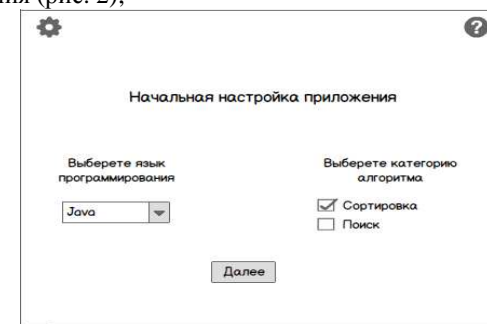 ния (рис. 2);
?
Начальная настройка приложения
Выберете язык
программирования
Java
Выберете категорию
алгоритма
Сортировка
Поиск
Далее